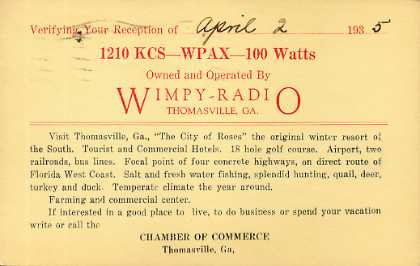 Verifying Your Reception of April 2 1935
1210 KCS—WPAX—100 Watts
Owned and Operated By
WIMPY-RADIO
THOMASVILLE, GA.
Visit Thomasville, Ga., "The City of Roses" the original winter resort of
the South. Tourist and Commercial Hotels. 18 hole golf course. Airport, two
railroads, bus lines. Focal point of four concrete highways, on direct route of
Florida West Coast. Salt and fresh water fishing, splendid hunting, quail, deer,
turkey and duck. Temperate climate the year around.
Farming and commercial center.
If interested in a good place to live, to do business or spend your vacation
write or call the
CHAMBER OF COMMERCE
Thomasville, Ga,